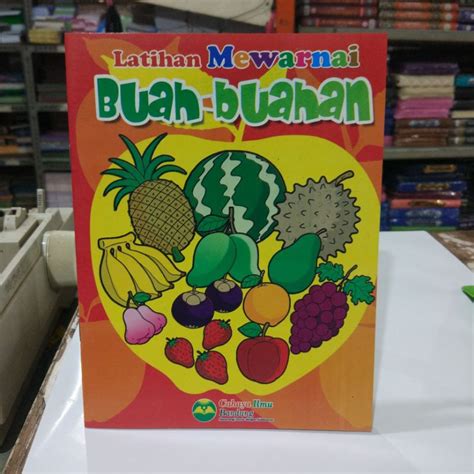 Latihan Mewarnai
Buah-buahan
Cahaya Ilmu
Bandung